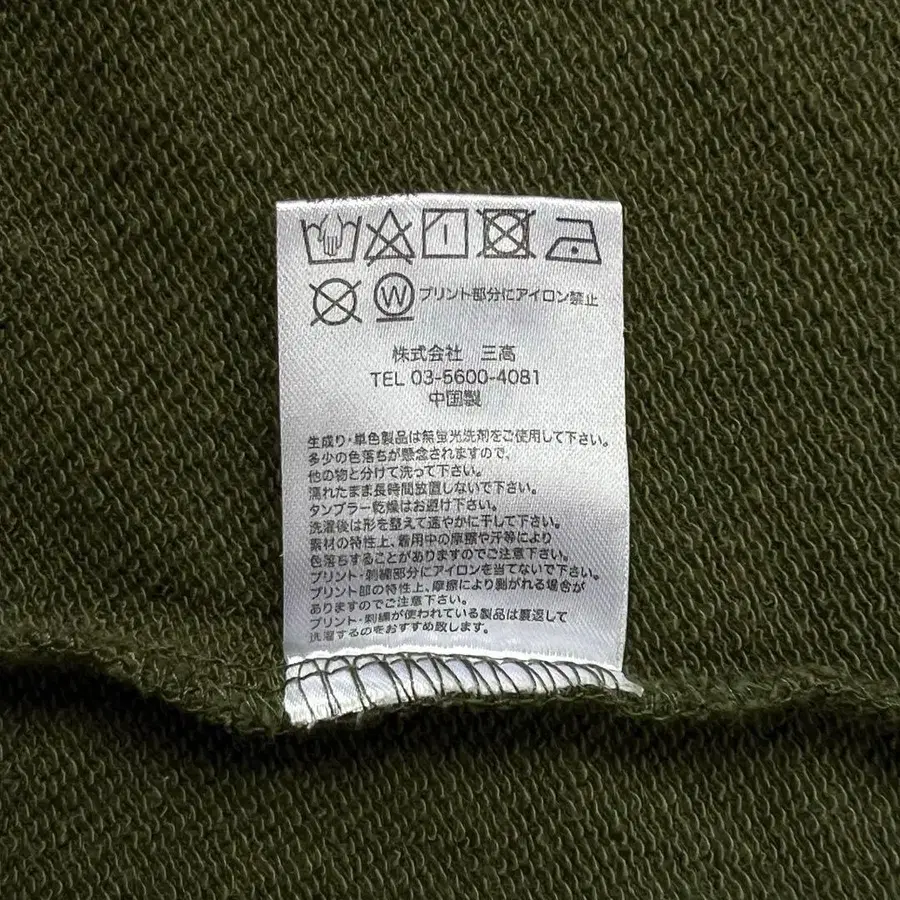 W プリント部分にアイロン禁止
株式会社 三高
TEL 03-5600-4081
中国製
生成り・単色製品は無蛍光洗剤をご使用して下さい。
多少の色落ちが懸念されますので、
他の物と分けて洗って下さい。
濡れたまま長時間放置しないで下さい。
タンブラー乾燥はお避け下さい。
洗濯後は形を整えて速やかに干して下さい。
素材の特性上、着用中の摩擦や汗等により
色落ちすることがありますのでご注意下さい。
プリント・刺繍部分にアイロンを当てないで下さい。
プリント部の特性上、摩擦により剝がれる場合が
ありますのでご注意下さい。
プリント・刺繍が使われている製品は裏返して
洗濯するのをおすすめ致します。